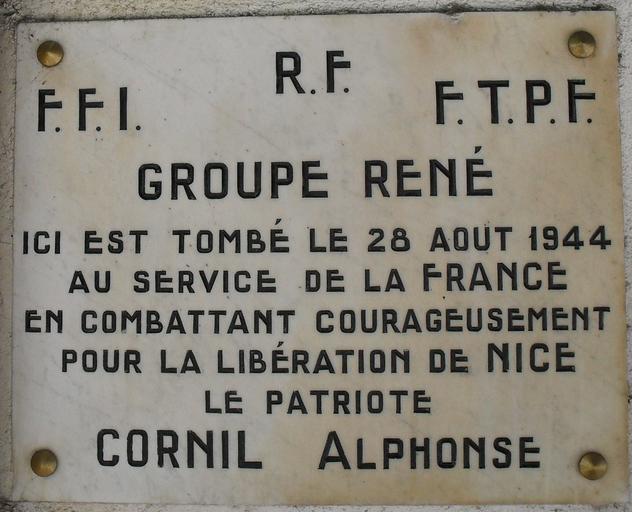 R.F.
F.F.I. F.T.P.F.
GROUPE RENÉ
ICI EST TOMBÉ LE 28 AOUT 1944
AU SERVICE DE LA FRANCE
EN COMBATTANT COURAGEUSEMENT
POUR LA LIBÉRATION DE NICE
LE PATRIOTE
CORNIL ALPHONSE